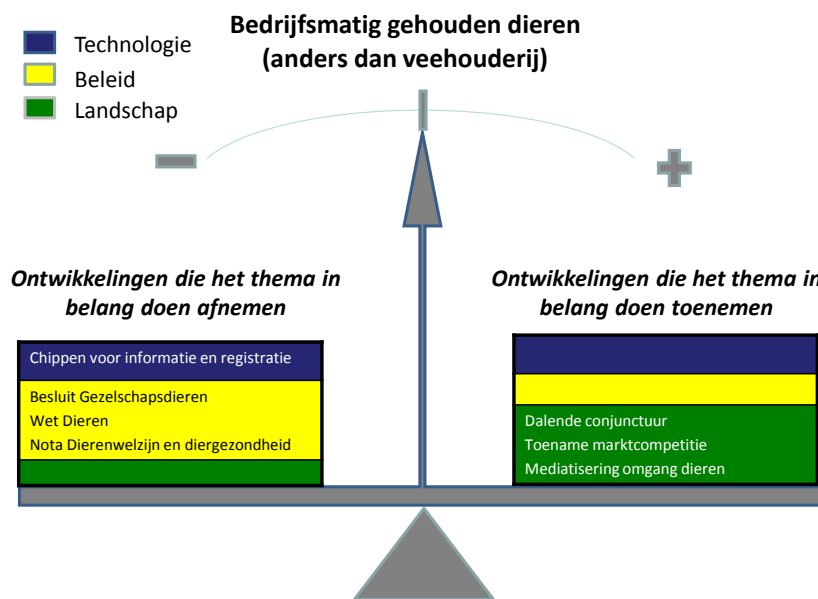 Bedrijfsmatig gehouden dieren
(anders dan veehouderij)
Technologie
Beleid
Landschap
Ontwikkelingen die het thema in
belang doen afnemen
Chippen voor informatie en registratie
Besluit Gezelschapsdieren
Wet Dieren
Nota Dierenwelzijn en diergezondheid
Ontwikkelingen die het thema in
belang doen toenemen
Dalende conjunctuur
Toename marktcompetitie
Mediatisering omgang dieren